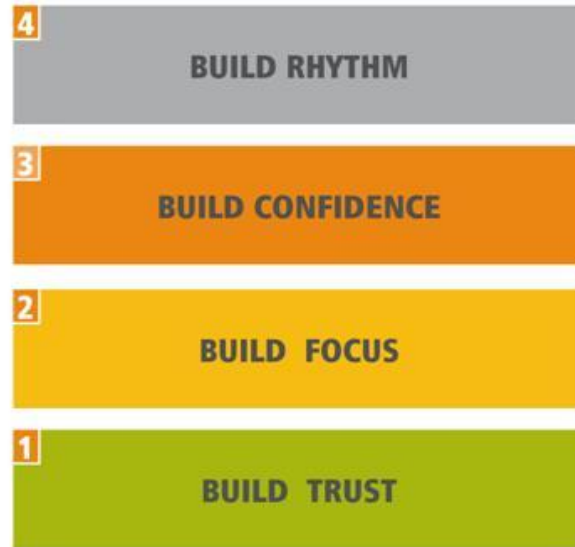 4
BUILD RHYTHM
3
BUILD CONFIDENCE
2
BUILD FOCUS
1
BUILD TRUST